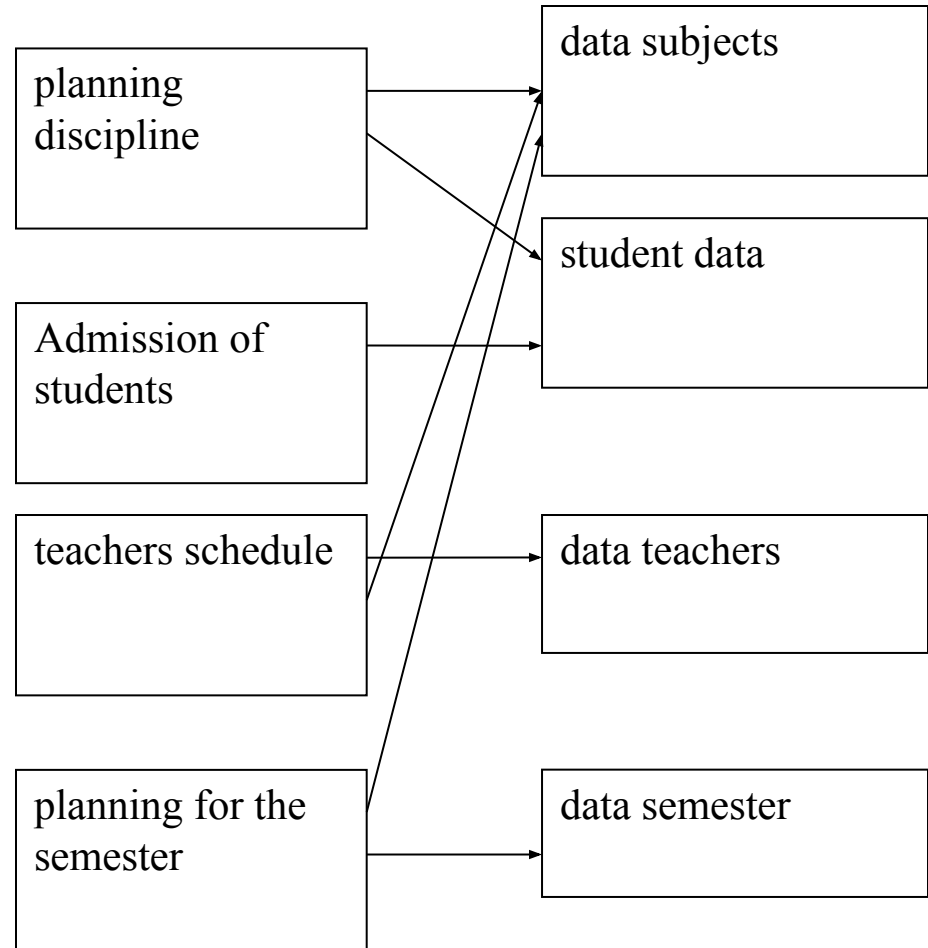 planning
discipline
data subjects
student data
Admission of
students
teachers schedule
data teachers
planning for the
semester
data semester